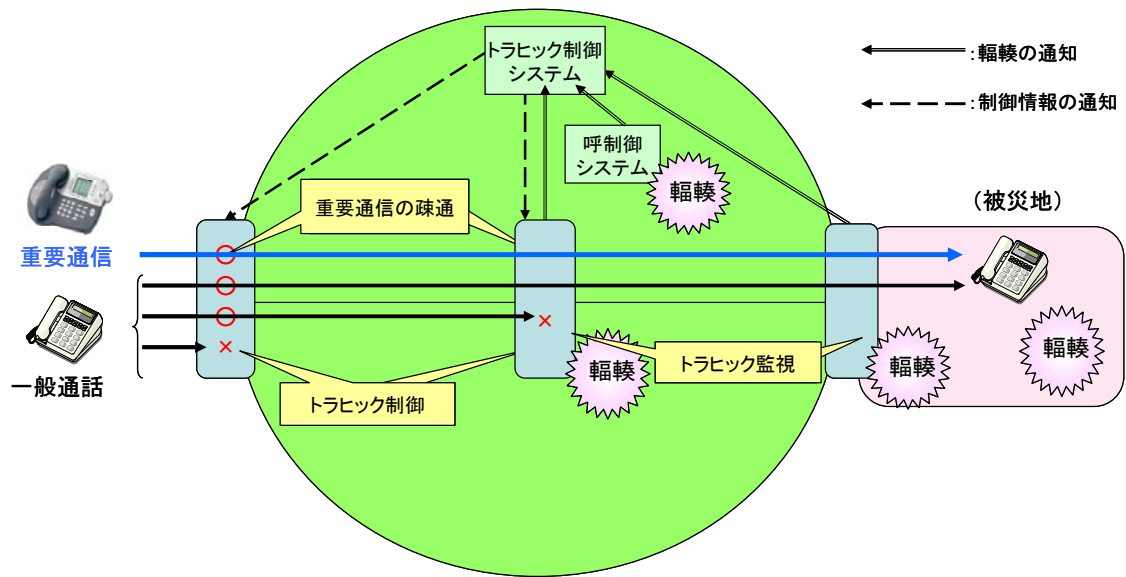 トラヒック制御
システム
:輻輳の通知
:制御情報の通知
呼制御
システム
輻輳
(被災地)
重要通信の疎通
重要通信
○
○
○
×
×
一般通話
トラヒック制御
輻輳
トラヒック監視
輻輳
輻輳